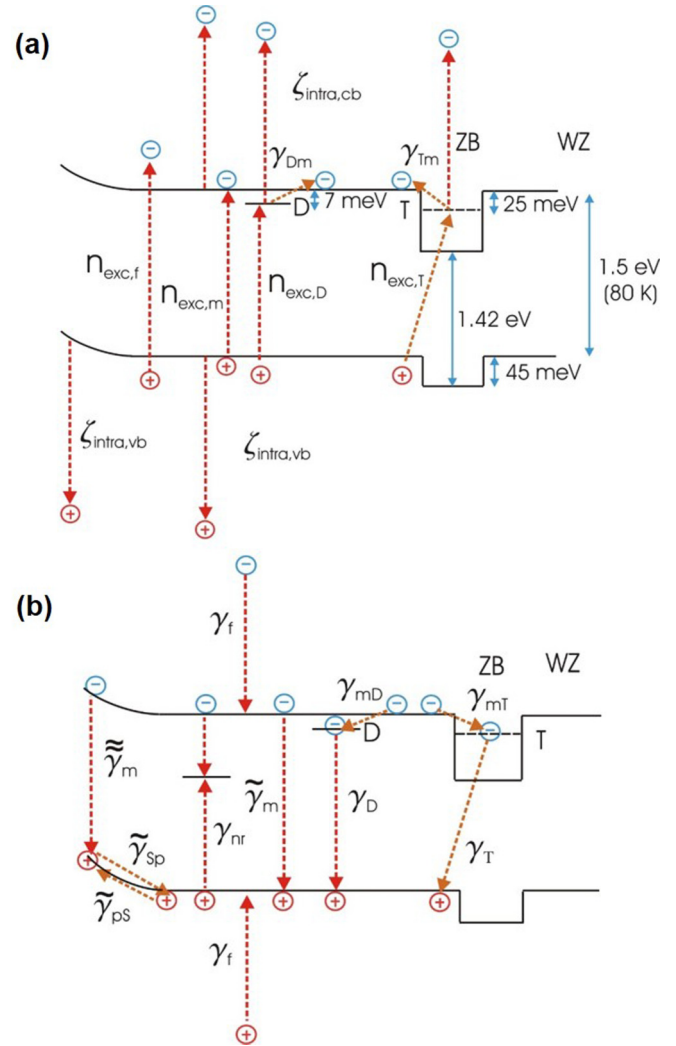 (a)
ζintra,cb
ZB WZ
γDm
γTm
D 7 meV T 25 meV
nexc,f nexc,m nexc,D nexc,T
1.5 eV
(80 K)
1.42 eV
45 meV
ζintra,vb
ζintra,vb
(b)
γf
ZB WZ
γmD γmT
D T
γ̃̃m γ̃m γD
γnr γT
γ̃Sp
γ̃pS
γf